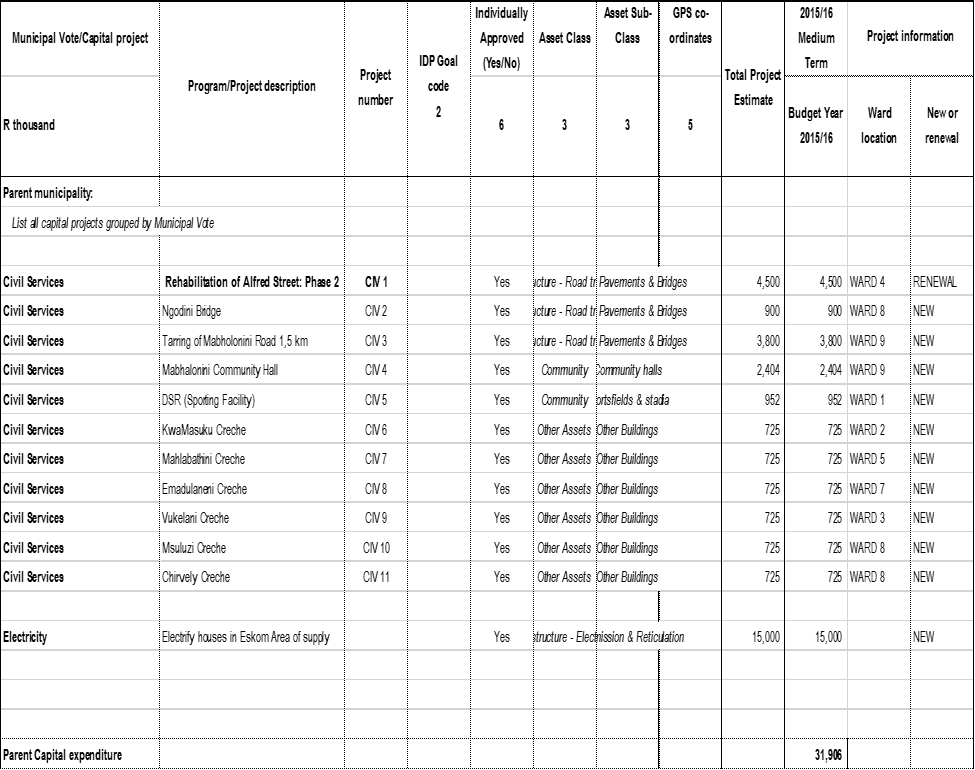 Municipal Vote/Capital project
Program/Project description
Project number
IDP Goal code 2
Individually Approved (Yes/No)
Asset Class
Asset Sub-Class
GPS co-ordinates
Total Project Estimate
2015/16 Medium Term
Project information
R thousand
6
3
3
5
Budget Year 2015/16
Ward location
New or renewal
Parent municipality:
List all capital projects grouped by Municipal Vote
Civil Services Rehabilitation of Alfred Street: Phase 2 CIV 1 Yes ucture - Road tr Pavements & Bridges 4,500 4,500 WARD 4 RENEWAL
Civil Services Ngodini Bridge CIV 2 Yes ucture - Road tr Pavements & Bridges 900 900 WARD 8 NEW
Civil Services Tarring of Mabholonini Road 1,5 km CIV 3 Yes ucture - Road tr Pavements & Bridges 3,800 3,800 WARD 9 NEW
Civil Services Mabhalonini Community Hall CIV 4 Yes Community Community halls 2,404 2,404 WARD 9 NEW
Civil Services DSR (Sporting Facility) CIV 5 Yes Community ortsfields & stadia 952 952 WARD 1 NEW
Civil Services KwaMasuku Creche CIV 6 Yes Other Assets Other Buildings 725 725 WARD 2 NEW
Civil Services Mahlabathini Creche CIV 7 Yes Other Assets Other Buildings 725 725 WARD 5 NEW
Civil Services Emadulaneni Creche CIV 8 Yes Other Assets Other Buildings 725 725 WARD 7 NEW
Civil Services Vukelani Creche CIV 9 Yes Other Assets Other Buildings 725 725 WARD 3 NEW
Civil Services Msuluzi Creche CIV 10 Yes Other Assets Other Buildings 725 725 WARD 8 NEW
Civil Services Chirvely Creche CIV 11 Yes Other Assets Other Buildings 725 725 WARD 8 NEW
Electricity Electrify houses in Eskom Area of supply Yes structure - Elect mission & Reticulation 15,000 15,000 NEW
Parent Capital expenditure 31,906